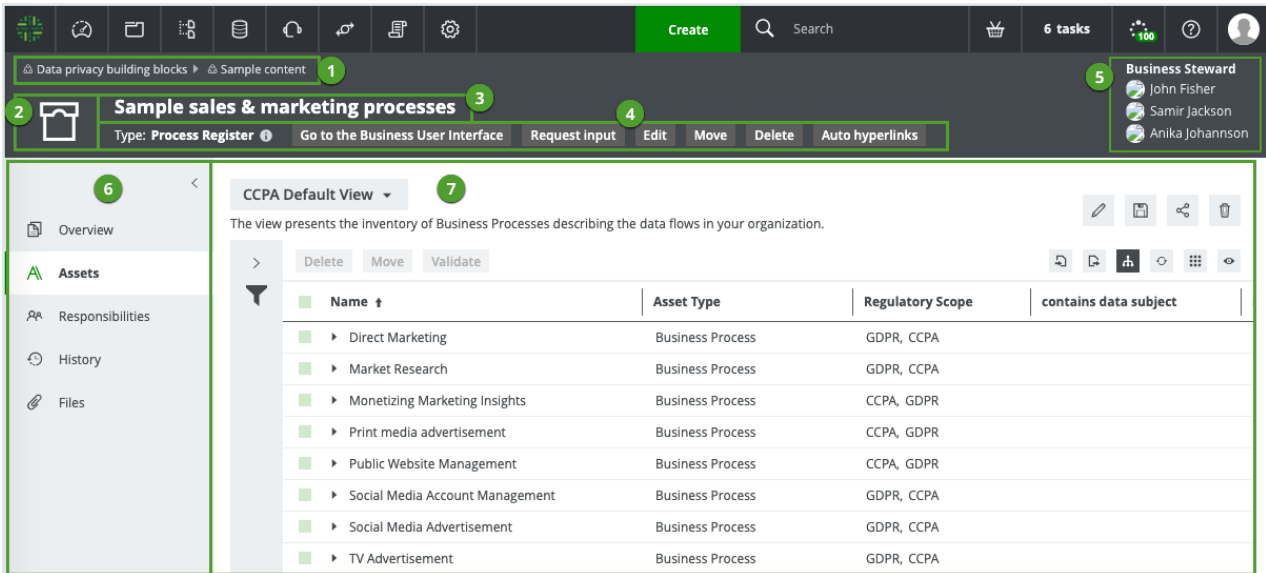 Create Search 6 tasks 100
Data privacy building blocks Sample content 1
5 Business Steward
John Fisher
Samir Jackson
Anika Johannson
2 Sample sales & marketing processes 3
4
Type: Process Register Go to the Business User Interface Request input Edit Move Delete Auto hyperlinks
6
Overview
Assets
Responsibilities
History
Files
CCPA Default View 7
The view presents the inventory of Business Processes describing the data flows in your organization.
Delete Move Validate
Name Asset Type Regulatory Scope contains data subject
Direct Marketing Business Process GDPR, CCPA
Market Research Business Process GDPR, CCPA
Monetizing Marketing Insights Business Process CCPA, GDPR
Print media advertisement Business Process CCPA, GDPR
Public Website Management Business Process CCPA, GDPR
Social Media Account Management Business Process GDPR, CCPA
Social Media Advertisement Business Process GDPR, CCPA
TV Advertisement Business Process GDPR, CCPA